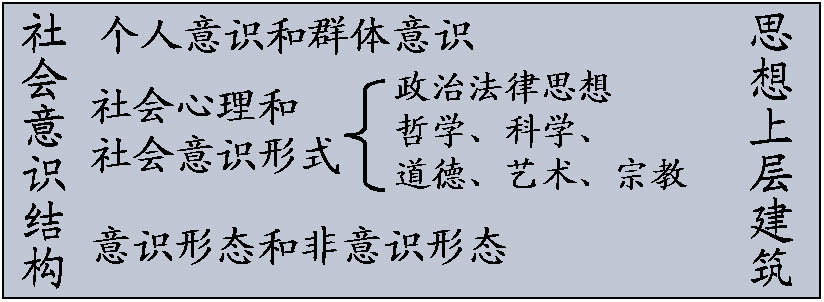 社会意识结构
个人意识和群体意识
社会心理和
社会意识形式
政治法律思想
哲学、科学、
道德、艺术、宗教
意识形态和非意识形态
思想上层建筑